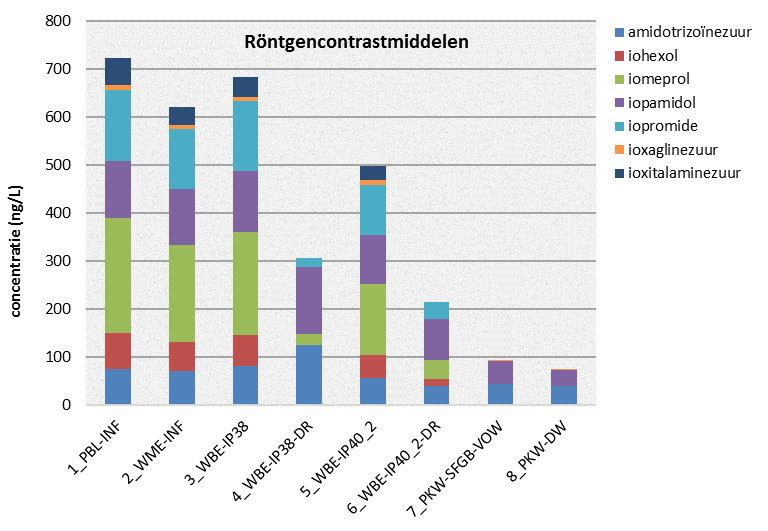 Röntgencontrastmiddelen
concentratie (ng/L)
800
700
600
500
400
300
200
100
0
1_PBL-INF
2_WME-INF
3_WBE-IP38
4_WBE-IP38-DR
5_WBE-IP40_2
6_WBE-IP40_2-DR
7_PKW-SFGB-VOW
8_PKW-DW
amidotrizoïnezuur
iohexol
iomeprol
iopamidol
iopromide
ioxaglinezuur
ioxitalaminezuur